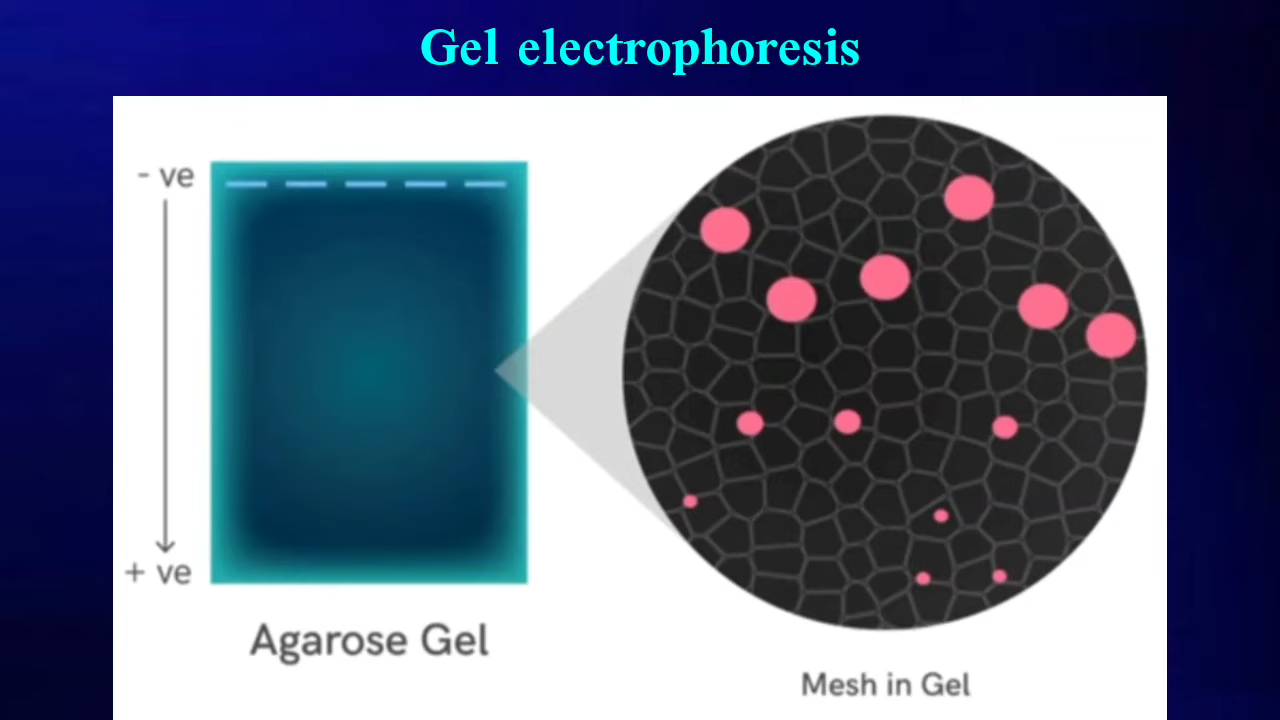 Gel electrophoresis
- ve
+ ve
Agarose Gel
Mesh in Gel